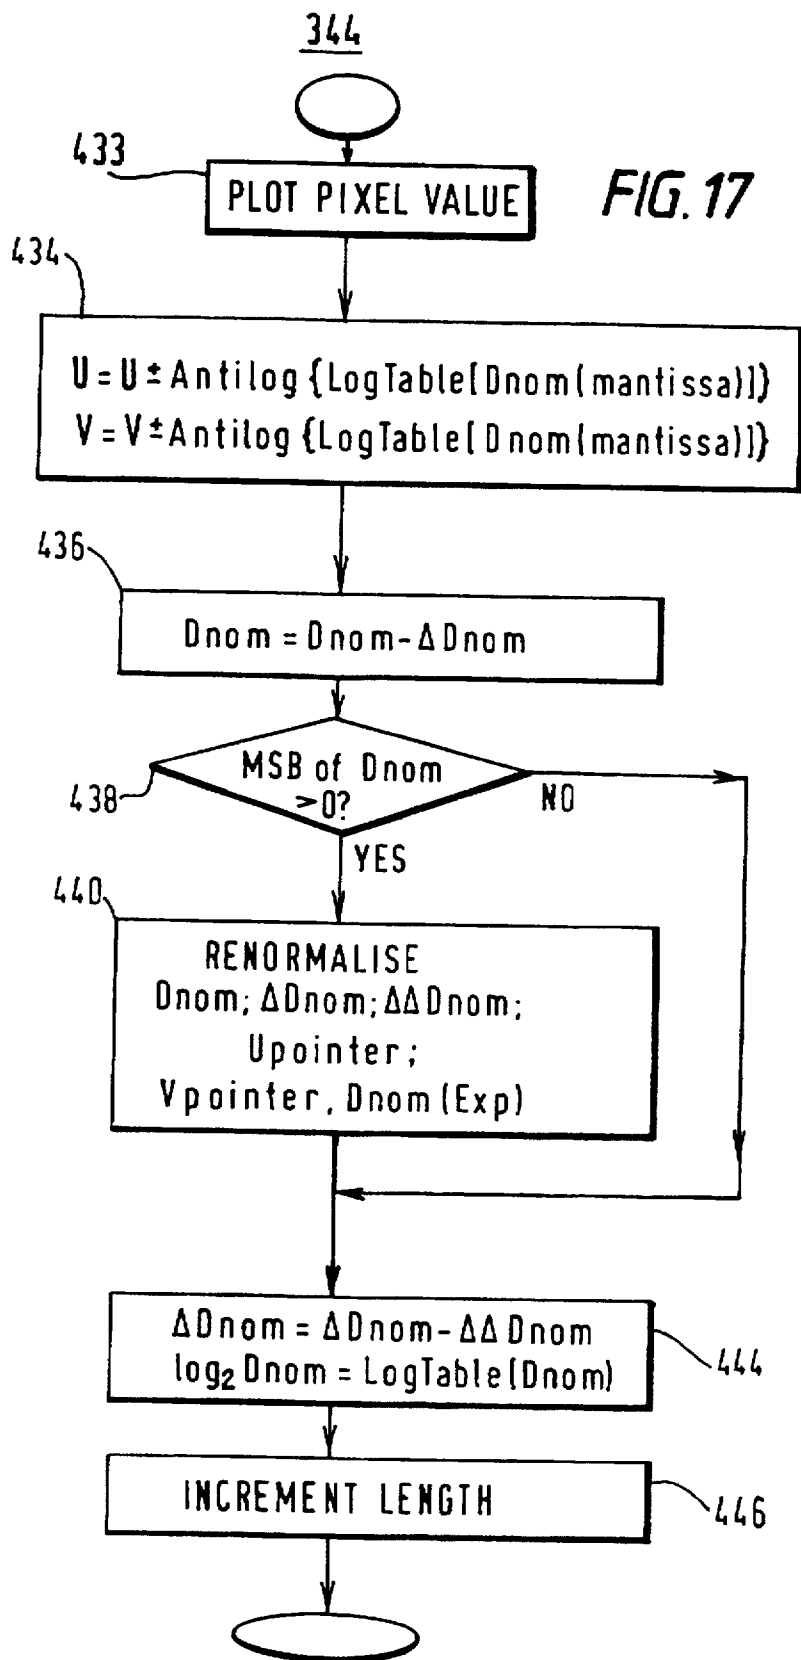 344
433
PLOT PIXEL VALUE
FIG. 17
434
U = U ± Antilog {LogTable[Dnom(mantissa)]}
V = V ± Antilog {LogTable[Dnom(mantissa)]}
436
Dnom = Dnom - ΔDnom
MSB of Dnom
>0?
438
NO
YES
440
RENORMALISE
Dnom; ΔDnom; ΔΔDnom;
Upointer;
Vpointer, Dnom (Exp)
ΔDnom = ΔDnom - ΔΔDnom
log₂ Dnom = LogTable(Dnom)
444
INCREMENT LENGTH
446